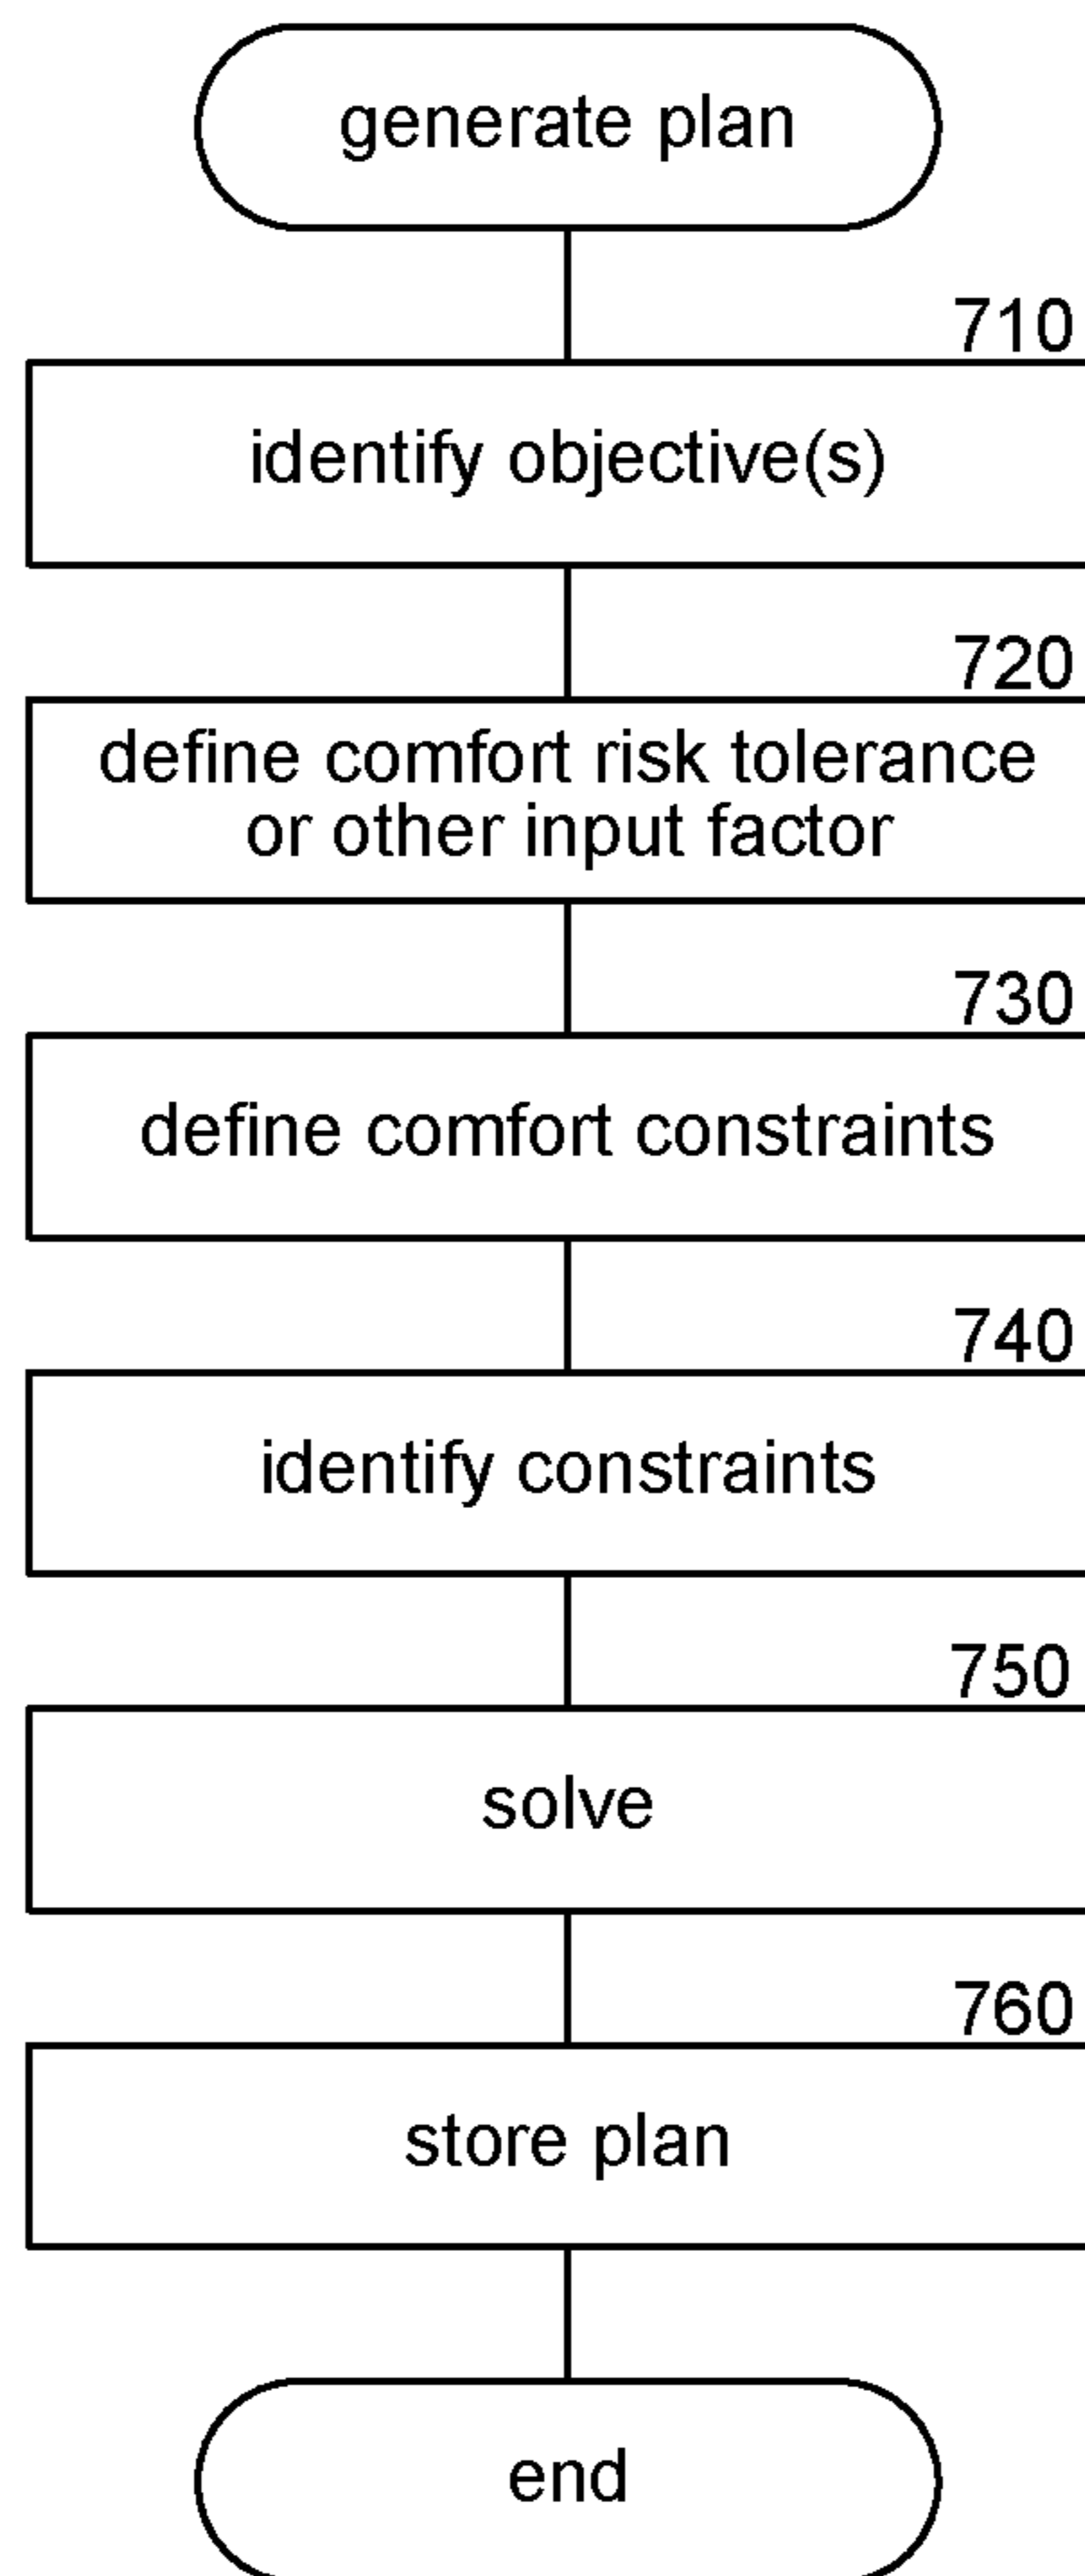 generate plan
710
identify objective(s)
720
define comfort risk tolerance
or other input factor
730
define comfort constraints
740
identify constraints
750
solve
760
store plan
end